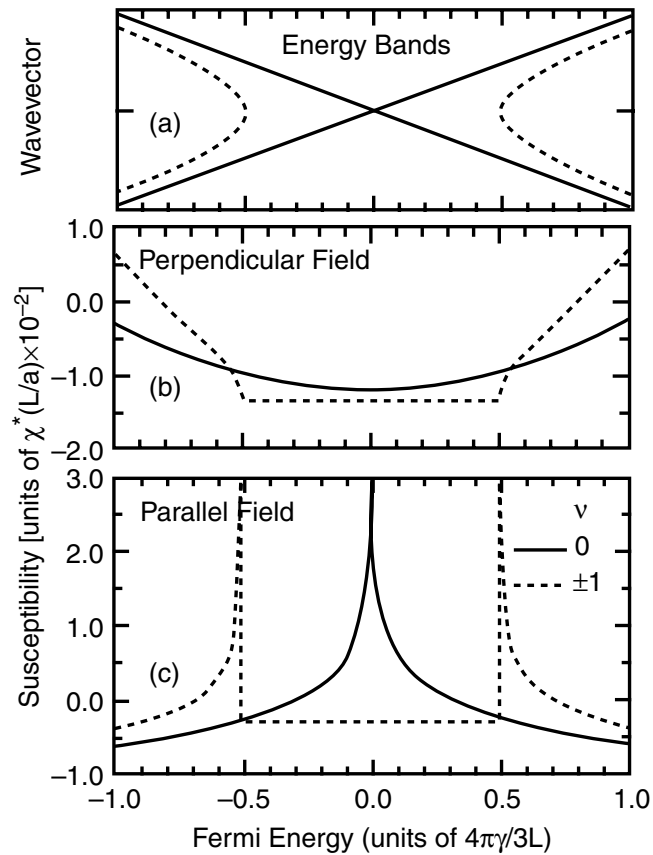 Wavevector
Energy Bands
(a)
Susceptibility [units of χ*(L/a)×10−2]
1.0
0.0
−1.0
−2.0
Perpendicular Field
(b)
3.0
2.0
1.0
0.0
−1.0
Parallel Field
ν
0
±1
(c)
−1.0 −0.5 0.0 0.5 1.0
Fermi Energy (units of 4πγ/3L)